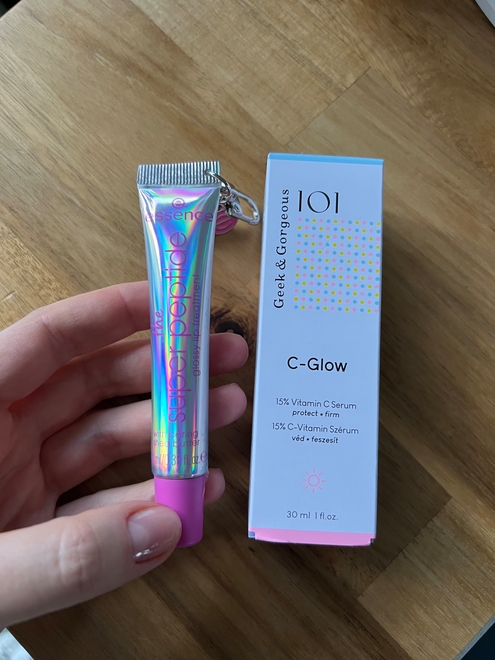 essence
the
super peptide
glossy lip treatment
Geek & Gorgeous
101
C-Glow
15% Vitamin C Serum
protect • firm
15% C-Vitamin Szérum
véd • feszesít
30 ml 1 fl.oz.